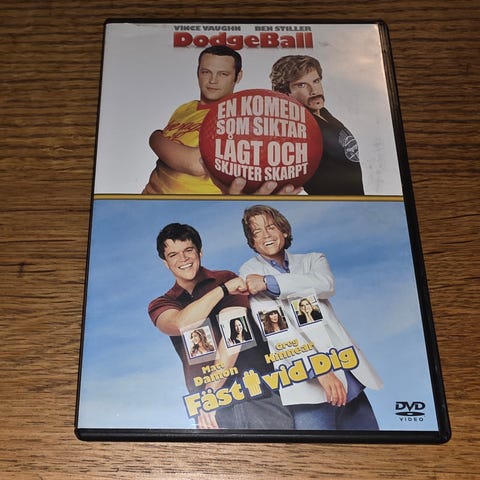 VINCE VAUGHN BEN STILLER
DodgeBall
EN KOMEDI
SOM SIKTAR
LÅGT OCH
SKJUTER SKARPT
Matt Damon
Greg Kinnear
Fäst vid Dig
DVD
VIDEO